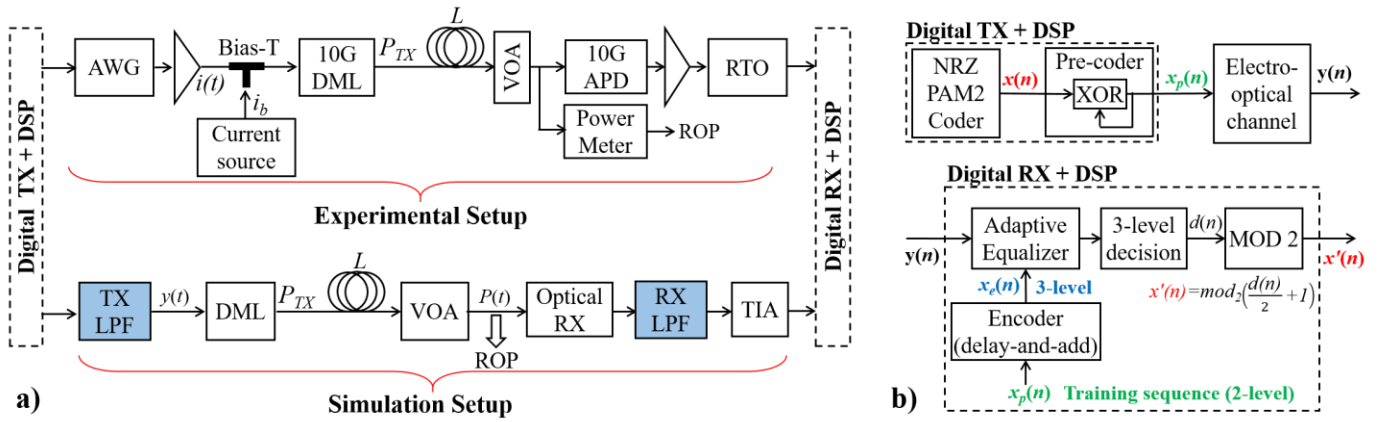 Digital TX + DSP
AWG
i(t)
Bias-T
i_b
Current
source
10G
DML
P_TX
L
VOA
10G
APD
Power
Meter
ROP
RTO
Experimental Setup
TX
LPF
y(t)
DML
P_TX
L
VOA
P(t)
ROP
Optical
RX
RX
LPF
TIA
Simulation Setup
Digital RX + DSP
a)
Digital TX + DSP
NRZ
PAM2
Coder
x(n)
Pre-coder
XOR
x_p(n)
Electro-
optical
channel
y(n)
Digital RX + DSP
y(n)
Adaptive
Equalizer
3-level
decision
d(n)
MOD 2
x'(n)
x_e(n) 3-level
x'(n)=mod_2(d(n)/2 +1)
Encoder
(delay-and-add)
x_p(n) Training sequence (2-level)
b)